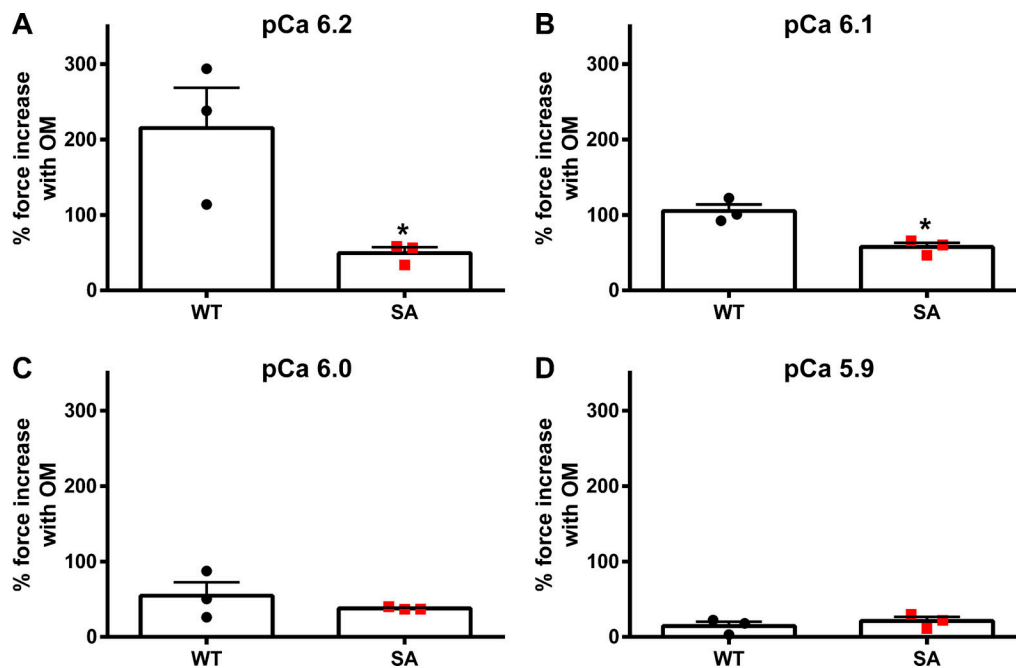 A
pCa 6.2
% force increase
with OM
300
200
100
0
*
WT
SA
B
pCa 6.1
% force increase
with OM
300
200
100
0
*
WT
SA
C
pCa 6.0
% force increase
with OM
300
200
100
0
WT
SA
D
pCa 5.9
% force increase
with OM
300
200
100
0
WT
SA